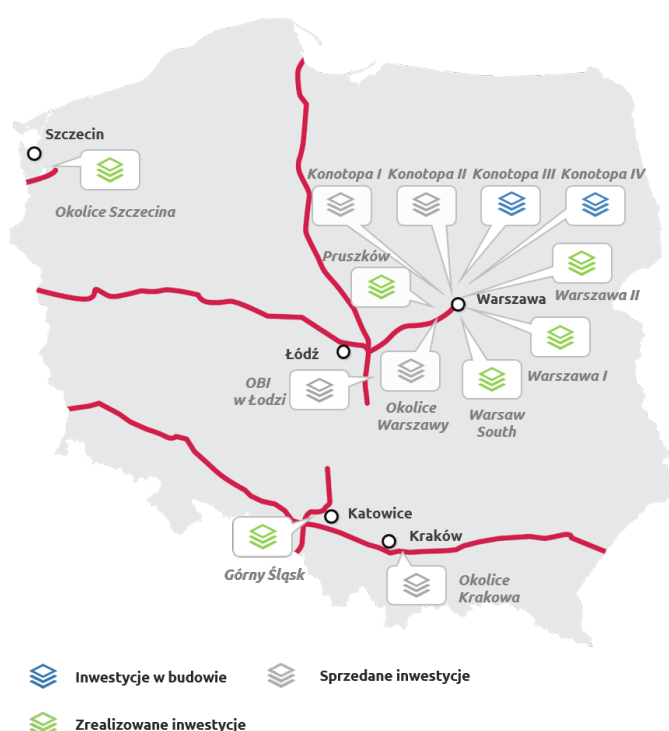 Szczecin
Okolice Szczecina
Konotopa I
Konotopa II
Konotopa III
Konotopa IV
Pruszków
Warszawa
Warszawa II
Łódź
OBI
w Łodzi
Okolice
Warszawy
Warsaw
South
Warszawa I
Katowice
Kraków
Górny Śląsk
Okolice
Krakowa
Inwestycje w budowie
Sprzedane inwestycje
Zrealizowane inwestycje